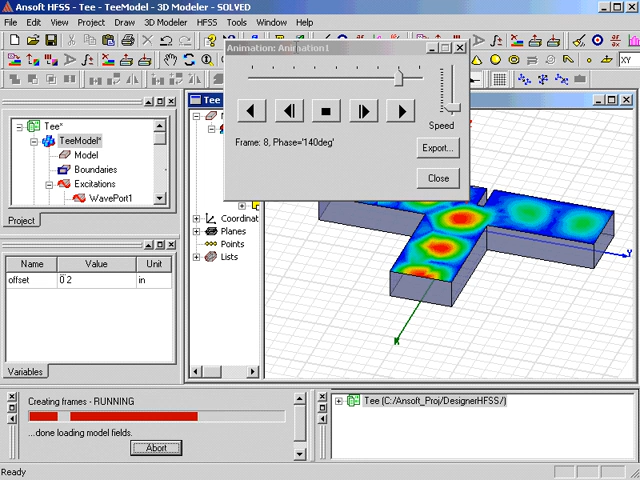 Ansoft HFSS - Tee - TeeModel - 3D Modeler - SOLVED
File Edit View Project Draw 3D Modeler HFSS Tools Window Help
XY
Animation: Animation1
Speed
Frame: 8, Phase='140deg'
Export...
Close
Tee*
TeeModel*
Model
Boundaries
Excitations
WavePort1
Project
Tee
Coordinat
Planes
Points
Lists
Name Value Unit
offset 0.2 in
Variables
Y
X
Creating frames - RUNNING
...done loading model fields.
Abort
Tee (C:/Ansoft_Proj/DesignerHFSS/)
Ready